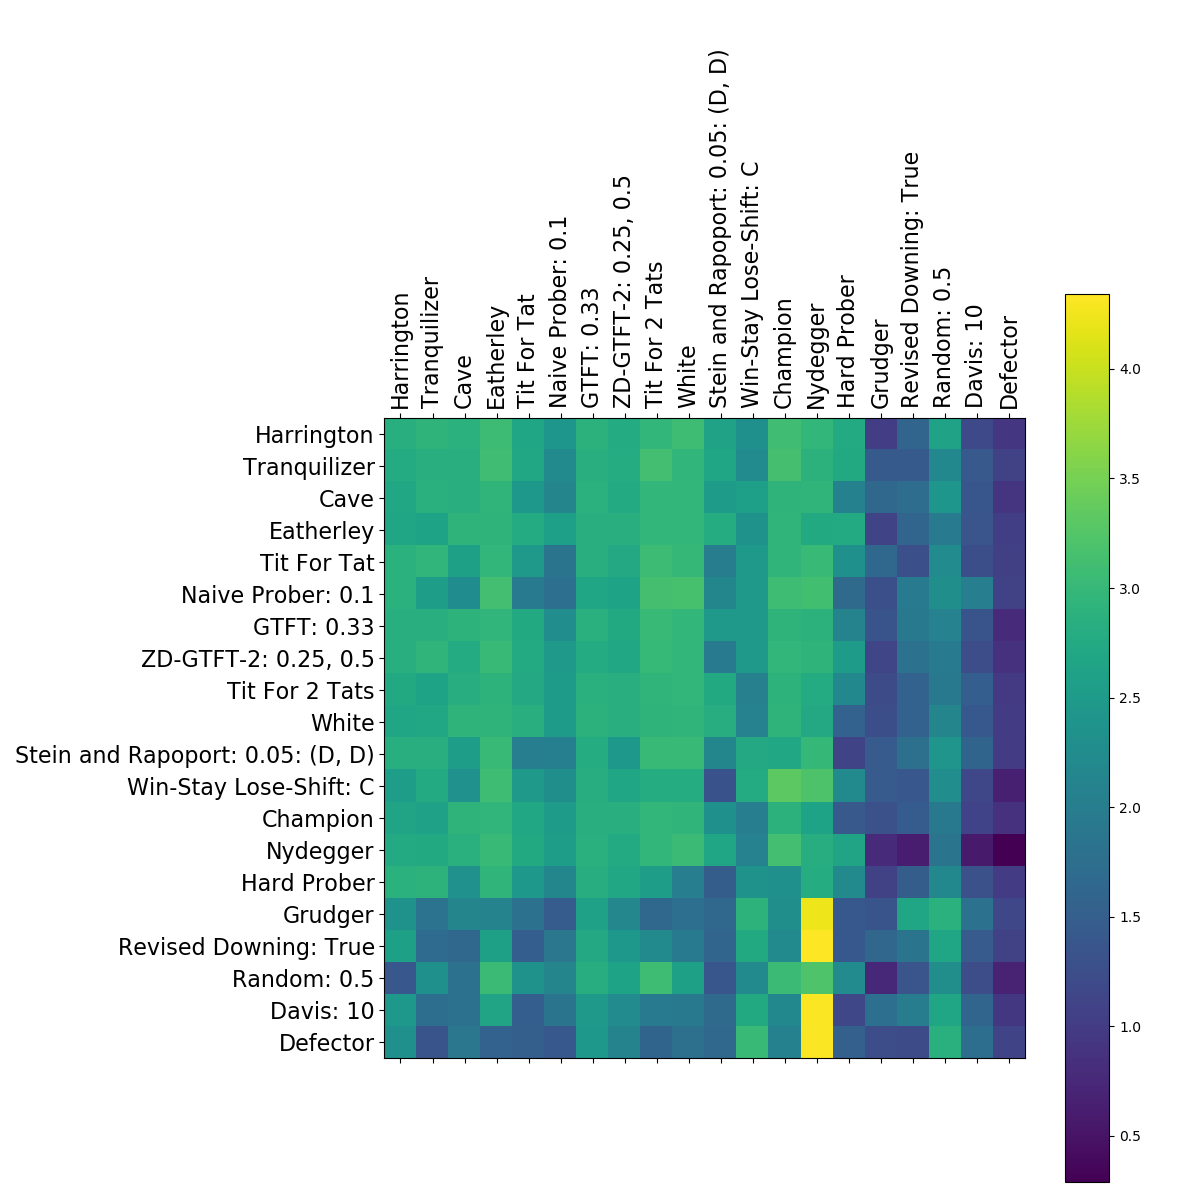 Harrington
Tranquilizer
Cave
Eatherley
Tit For Tat
Naive Prober: 0.1
GTFT: 0.33
ZD-GTFT-2: 0.25, 0.5
Tit For 2 Tats
White
Stein and Rapoport: 0.05: (D, D)
Win-Stay Lose-Shift: C
Champion
Nydegger
Hard Prober
Grudger
Revised Downing: True
Random: 0.5
Davis: 10
Defector
Harrington
Tranquilizer
Cave
Eatherley
Tit For Tat
Naive Prober: 0.1
GTFT: 0.33
ZD-GTFT-2: 0.25, 0.5
Tit For 2 Tats
White
Stein and Rapoport: 0.05: (D, D)
Win-Stay Lose-Shift: C
Champion
Nydegger
Hard Prober
Grudger
Revised Downing: True
Random: 0.5
Davis: 10
Defector
4.0
3.5
3.0
2.5
2.0
1.5
1.0
0.5